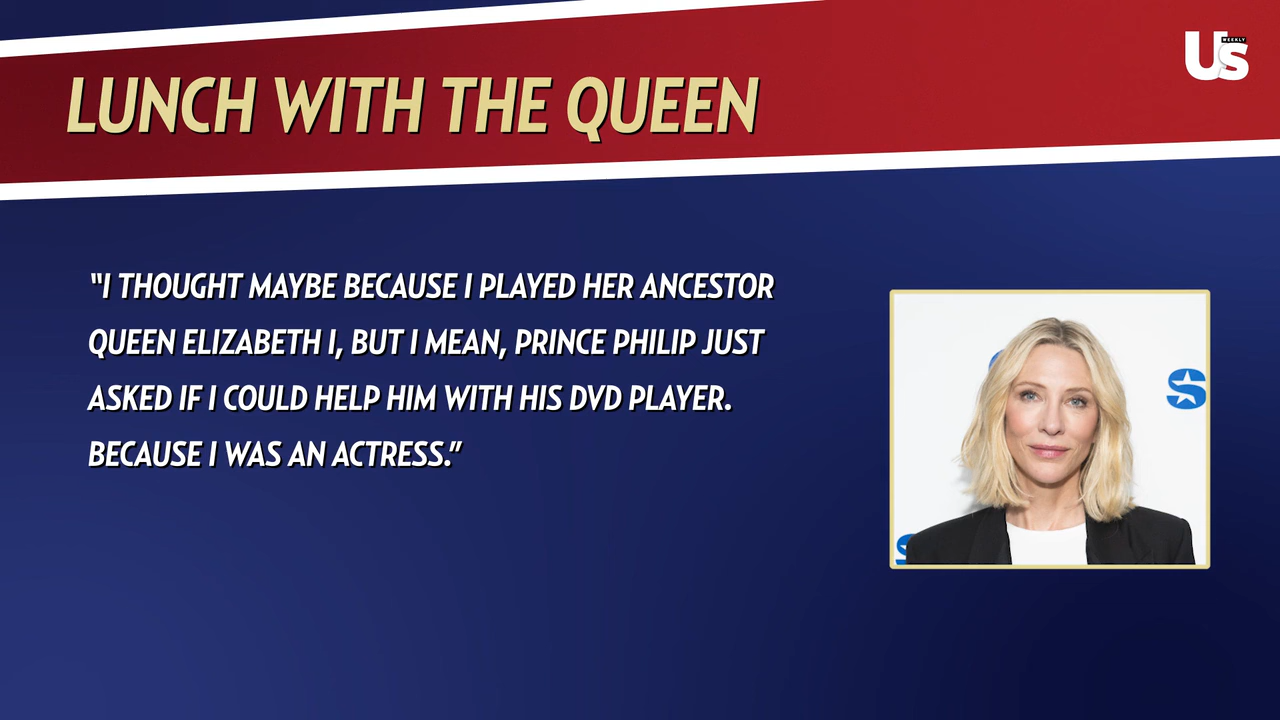 LUNCH WITH THE QUEEN
Us
WEEKLY
"I THOUGHT MAYBE BECAUSE I PLAYED HER ANCESTOR
QUEEN ELIZABETH I, BUT I MEAN, PRINCE PHILIP JUST
ASKED IF I COULD HELP HIM WITH HIS DVD PLAYER.
BECAUSE I WAS AN ACTRESS."
S
S